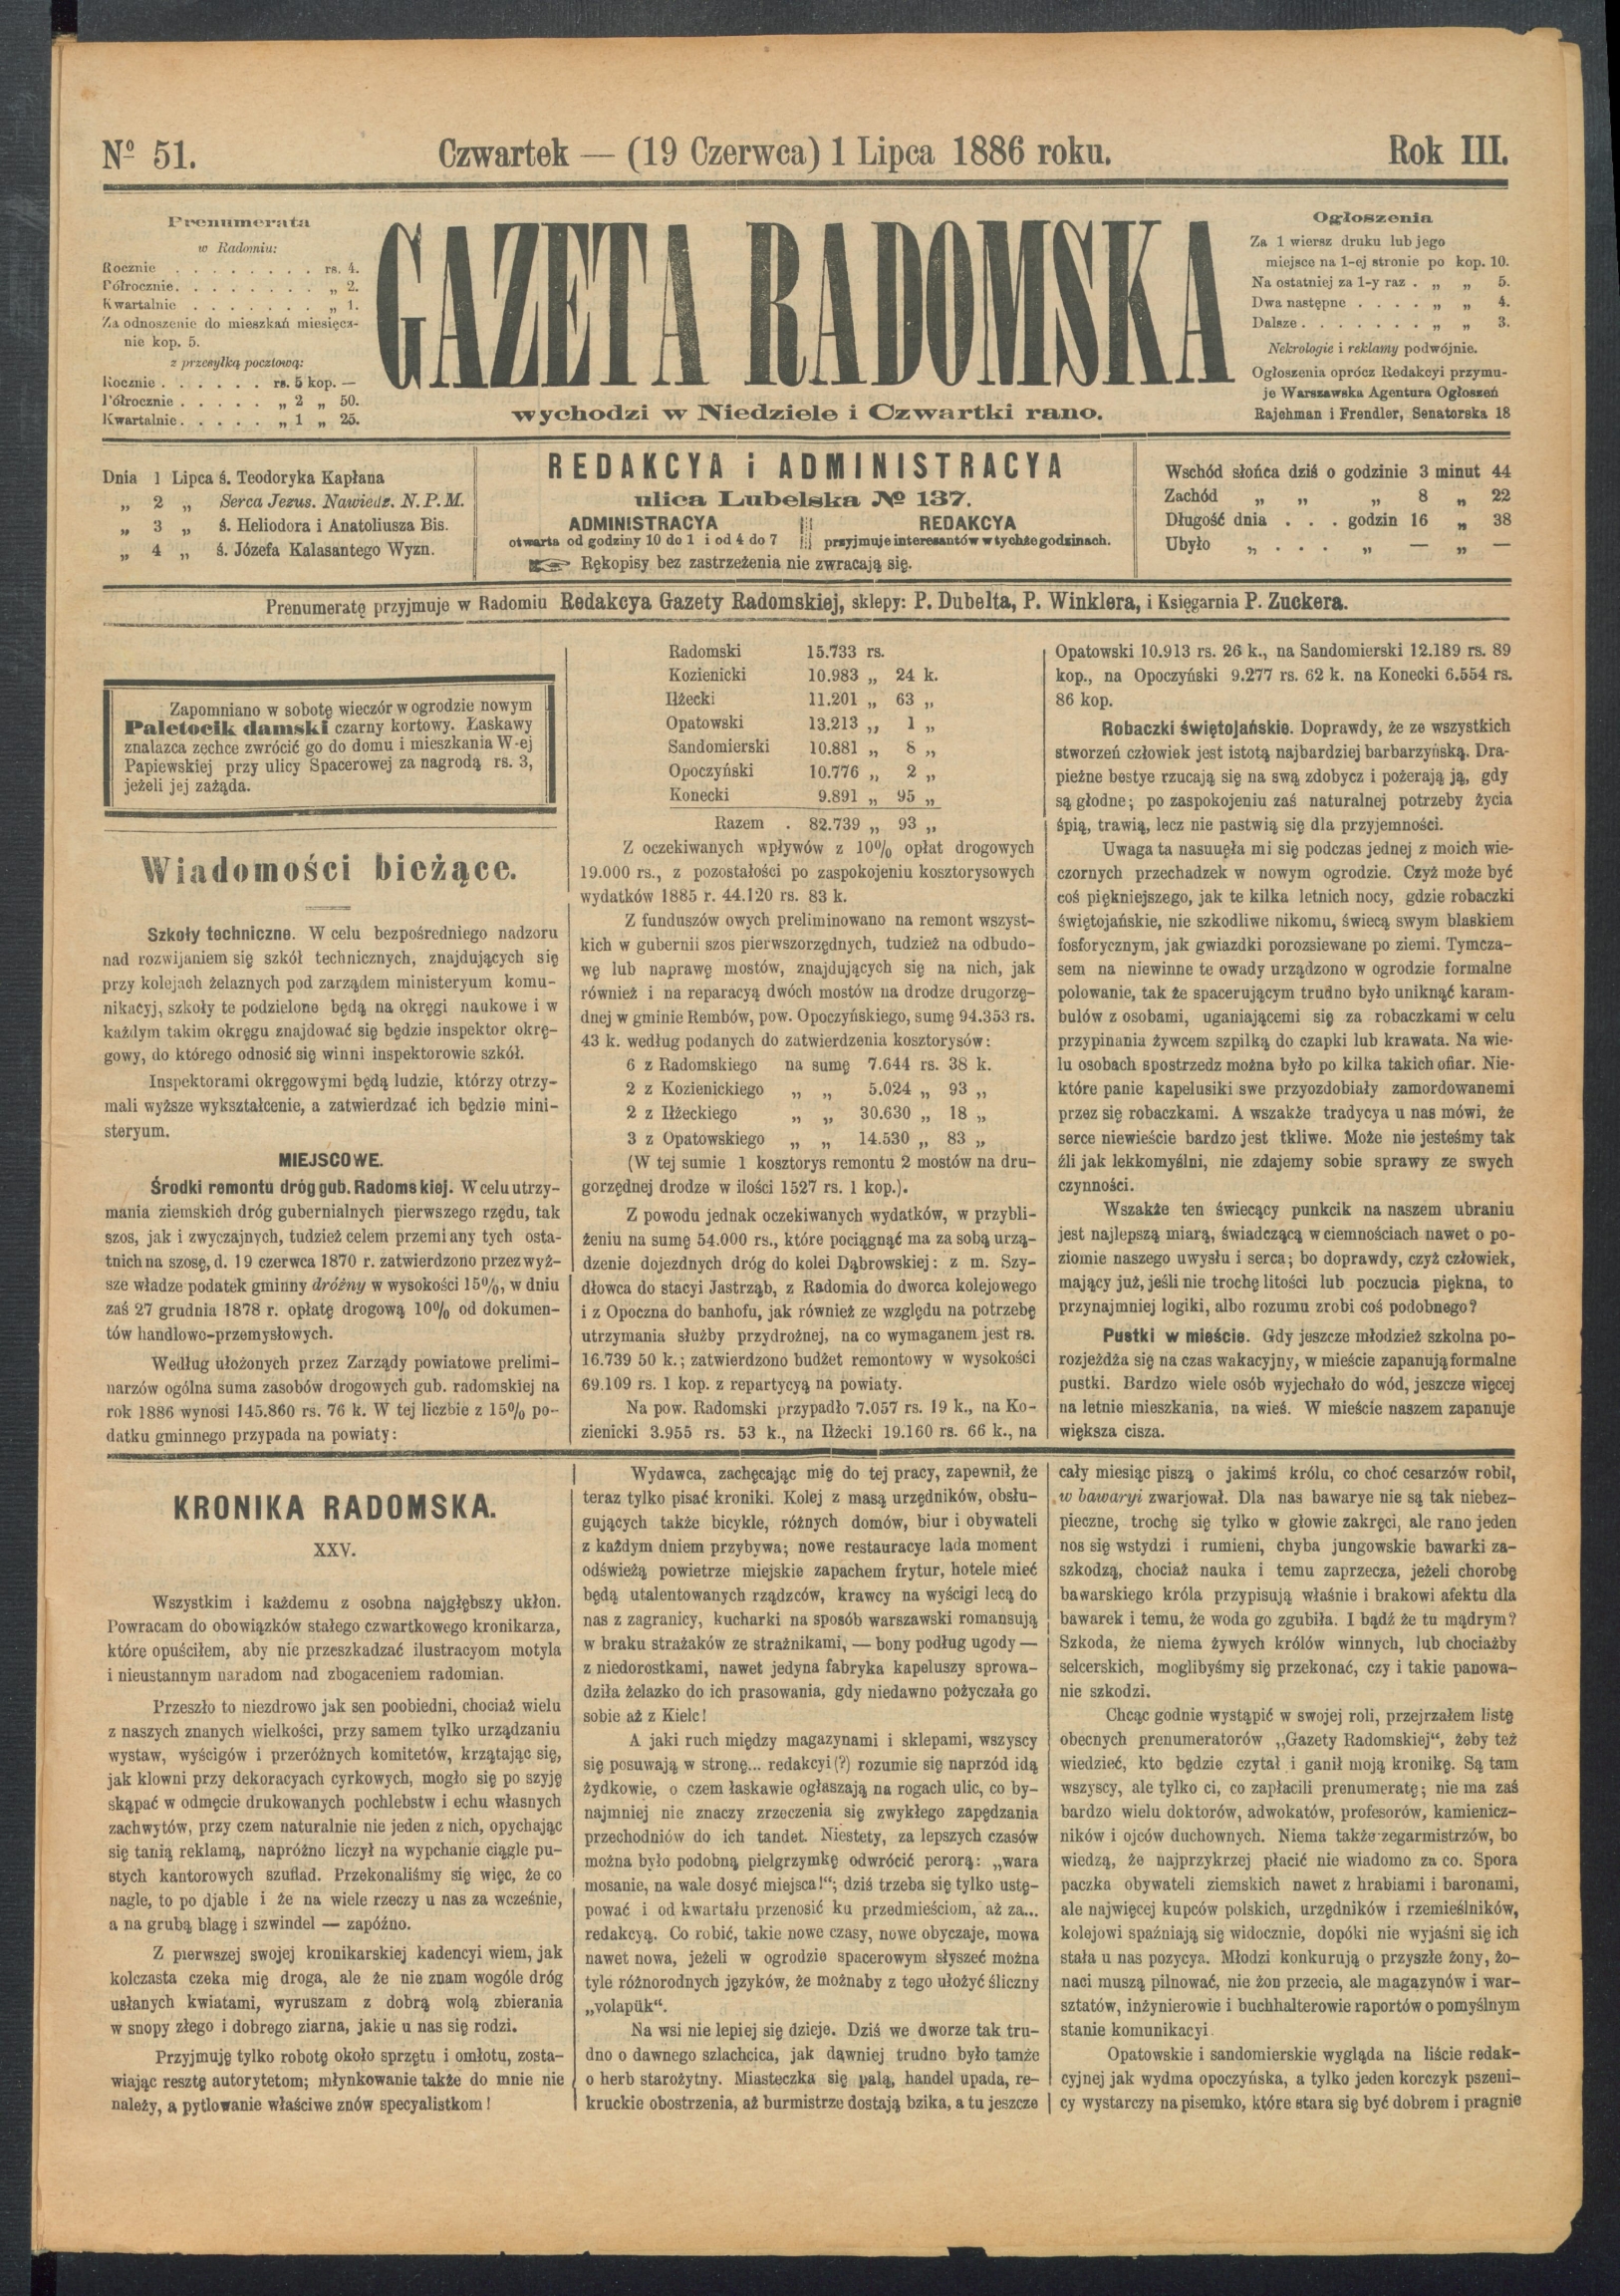 № 51.
Czwartek — (19 Czerwca) 1 Lipca 1886 roku.
Rok III.
Prenumerata
w Radomiu:
Rocznie . . . . . . . . rs. 4.
Półrocznie. . . . . . . . „ 2.
Kwartalnie . . . . . . . „ 1.
Za odnoszenie do mieszkań miesięcz-
nie kop. 5.
z przesyłką pocztową:
Rocznie . . . . . . rs. 5 kop. —
Półrocznie . . . . . „ 2 „ 50.
Kwartalnie. . . . . „ 1 „ 25.
GAZETA RADOMSKA
wychodzi w Niedziele i Czwartki rano.
Ogłoszenia
Za 1 wiersz druku lub jego
miejsce na 1-ej stronie po kop. 10.
Na ostatniej za 1-y raz . „ „ 5.
Dwa następne . . . . „ „ 4.
Dalsze . . . . . . . „ „ 3.
Nekrologie i reklamy podwójnie.
Ogłoszenia oprócz Redakcyi przymu-
je Warszawska Agentura Ogłoszeń
Rajchman i Frendler, Senatorska 18
Dnia 1 Lipca ś. Teodoryka Kapłana
„ 2 „ Serca Jezus. Nawiedz. N. P. M.
„ 3 „ ś. Heliodora i Anatoliusza Bis.
„ 4 „ ś. Józefa Kalasantego Wyzn.
REDAKCYA i ADMINISTRACYA
ulica Lubelska № 137.
ADMINISTRACYA
otwarta od godziny 10 do 1 i od 4 do 7
REDAKCYA
przyjmuje interesantów w tychże godzinach.
Rękopisy bez zastrzeżenia nie zwracają się.
Wschód słońca dziś o godzinie 3 minut 44
Zachód „ „ „ 8 „ 22
Długość dnia . . . godzin 16 „ 38
Ubyło „ . . . „ — „ —
Prenumeratę przyjmuje w Radomiu Redakcya Gazety Radomskiej, sklepy: P. Dubelta, P. Winklera, i Księgarnia P. Zuckera.
Zapomniano w sobotę wieczór w ogrodzie nowym
Paletocik damski czarny kortowy. Łaskawy
znalazca zechce zwrócić go do domu i mieszkania W-ej
Papiewskiej przy ulicy Spacerowej za nagrodą rs. 3,
jeżeli jej zażąda.
Wiadomości bieżące.
Szkoły techniczne. W celu bezpośredniego nadzoru
nad rozwijaniem się szkół technicznych, znajdujących się
przy kolejach żelaznych pod zarządem ministeryum komu-
nikacyj, szkoły te podzielone będą na okręgi naukowe i w
każdym takim okręgu znajdować się będzie inspektor okrę-
gowy, do którego odnosić się winni inspektorowie szkół.
Inspektorami okręgowymi będą ludzie, którzy otrzy-
mali wyższe wykształcenie, a zatwierdzać ich będzie mini-
steryum.
MIEJSCOWE.
Środki remontu dróg gub. Radomskiej. W celu utrzy-
mania ziemskich dróg gubernialnych pierwszego rzędu, tak
szos, jak i zwyczajnych, tudzież celem przemiany tych osta-
tnich na szosę, d. 19 czerwca 1870 r. zatwierdzono przez wyż-
sze władze podatek gminny dróżny w wysokości 15%, w dniu
zaś 27 grudnia 1878 r. opłatę drogową 10% od dokumen-
tów handlowo-przemysłowych.
Według ułożonych przez Zarządy powiatowe prelimi-
narzów ogólna suma zasobów drogowych gub. radomskiej na
rok 1886 wynosi 145.860 rs. 76 k. W tej liczbie z 15% po-
datku gminnego przypada na powiaty:
Radomski 15.733 rs.
Kozienicki 10.983 „ 24 k.
Iłżecki 11.201 „ 63 „
Opatowski 13.213 „ 1 „
Sandomierski 10.881 „ 8 „
Opoczyński 10.776 „ 2 „
Konecki 9.891 „ 95 „
Razem . 82.739 „ 93 „
Z oczekiwanych wpływów z 10% opłat drogowych
19.000 rs., z pozostałości po zaspokojeniu kosztorysowych
wydatków 1885 r. 44.120 rs. 83 k.
Z funduszów owych preliminowano na remont wszyst-
kich w gubernii szos pierwszorzędnych, tudzież na odbudo-
wę lub naprawę mostów, znajdujących się na nich, jak
również i na reparacyą dwóch mostów na drodze drugorzę-
dnej w gminie Rembów, pow. Opoczyńskiego, sumę 94.353 rs.
43 k. według podanych do zatwierdzenia kosztorysów:
6 z Radomskiego na sumę 7.644 rs. 38 k.
2 z Kozienickiego „ „ 5.024 „ 93 „
2 z Iłżeckiego „ „ 30.630 „ 18 „
3 z Opatowskiego „ „ 14.530 „ 83 „
(W tej sumie 1 kosztorys remontu 2 mostów na dru-
gorzędnej drodze w ilości 1527 rs. 1 kop.).
Z powodu jednak oczekiwanych wydatków, w przybli-
żeniu na sumę 54.000 rs., które pociągnąć ma za sobą urzą-
dzenie dojezdnych dróg do kolei Dąbrowskiej: z m. Szy-
dłowca do stacyi Jastrząb, z Radomia do dworca kolejowego
i z Opoczna do banhofu, jak również ze względu na potrzebę
utrzymania służby przydrożnej, na co wymaganem jest rs.
16.739 50 k.; zatwierdzono budżet remontowy w wysokości
69.109 rs. 1 kop. z repartycyą na powiaty.
Na pow. Radomski przypadło 7.057 rs. 19 k., na Ko-
zienicki 3.955 rs. 53 k., na Iłżecki 19.160 rs. 66 k., na
Opatowski 10.913 rs. 26 k., na Sandomierski 12.189 rs. 89
kop., na Opoczyński 9.277 rs. 62 k. na Konecki 6.554 rs.
86 kop.
Robaczki świętojańskie. Doprawdy, że ze wszystkich
stworzeń człowiek jest istotą najbardziej barbarzyńską. Dra-
pieżne bestye rzucają się na swą zdobycz i pożerają ją, gdy
są głodne; po zaspokojeniu zaś naturalnej potrzeby życia
śpią, trawią, lecz nie pastwią się dla przyjemności.
Uwaga ta nasuuęła mi się podczas jednej z moich wie-
czornych przechadzek w nowym ogrodzie. Czyż może być
coś piękniejszego, jak te kilka letnich nocy, gdzie robaczki
świętojańskie, nie szkodliwe nikomu, świecą swym blaskiem
fosforycznym, jak gwiazdki porozsiewane po ziemi. Tymcza-
sem na niewinne te owady urządzono w ogrodzie formalne
polowanie, tak że spacerującym trudno było uniknąć karam-
bulów z osobami, uganiającemi się za robaczkami w celu
przypinania żywcem szpilką do czapki lub krawata. Na wie-
lu osobach spostrzedz można było po kilka takich ofiar. Nie-
które panie kapelusiki swe przyozdobiały zamordowanemi
przez się robaczkami. A wszakże tradycya u nas mówi, że
serce niewieście bardzo jest tkliwe. Może nie jesteśmy tak
źli jak lekkomyślni, nie zdajemy sobie sprawy ze swych
czynności.
Wszakże ten świecący punkcik na naszem ubraniu
jest najlepszą miarą, świadczącą w ciemnościach nawet o po-
ziomie naszego uwysłu i serca; bo doprawdy, czyż człowiek,
mający już, jeśli nie trochę litości lub poczucia piękna, to
przynajmniej logiki, albo rozumu zrobi coś podobnego?
Pustki w mieście. Gdy jeszcze młodzież szkolna po-
rozjeżdża się na czas wakacyjny, w mieście zapanują formalne
pustki. Bardzo wiele osób wyjechało do wód, jeszcze więcej
na letnie mieszkania, na wieś. W mieście naszem zapanuje
większa cisza.
KRONIKA RADOMSKA.
XXV.
Wszystkim i każdemu z osobna najgłębszy ukłon.
Powracam do obowiązków stałego czwartkowego kronikarza,
które opuściłem, aby nie przeszkadzać ilustracyom motyla
i nieustannym naradom nad zbogaceniem radomian.
Przeszło to niezdrowo jak sen poobiedni, chociaż wielu
z naszych znanych wielkości, przy samem tylko urządzaniu
wystaw, wyścigów i przeróżnych komitetów, krzątając się,
jak klowni przy dekoracyach cyrkowych, mogło się po szyję
skąpać w odmęcie drukowanych pochlebstw i echu własnych
zachwytów, przy czem naturalnie nie jeden z nich, opychając
się tanią reklamą, napróżno liczył na wypchanie ciągle pu-
stych kantorowych szuflad. Przekonaliśmy się więc, że co
nagle, to po djable i że na wiele rzeczy u nas za wcześnie,
a na grubą blagę i szwindel — zapóźno.
Z pierwszej swojej kronikarskiej kadencyi wiem, jak
kolczasta czeka mię droga, ale że nie znam wogóle dróg
usłanych kwiatami, wyruszam z dobrą wolą zbierania
w snopy złego i dobrego ziarna, jakie u nas się rodzi.
Przyjmuję tylko robotę około sprzętu i omłotu, zosta-
wiając resztę autorytetom; młynkowanie także do mnie nie
należy, a pytlowanie właściwe znów specyalistkom!
Wydawca, zachęcając mię do tej pracy, zapewnił, że
teraz tylko pisać kroniki. Kolej z masą urzędników, obsłu-
gujących także bicykle, różnych domów, biur i obywateli
z każdym dniem przybywa; nowe restauracye lada moment
odświeżą powietrze miejskie zapachem frytur, hotele mieć
będą utalentowanych rządzców, krawcy na wyścigi lecą do
nas z zagranicy, kucharki na sposób warszawski romansują
w braku strażaków ze strażnikami, — bony podług ugody —
z niedorostkami, nawet jedyna fabryka kapeluszy sprowa-
dziła żelazko do ich prasowania, gdy niedawno pożyczała go
sobie aż z Kielc!
A jaki ruch między magazynami i sklepami, wszyscy
się posuwają w stronę... redakcyi (?) rozumie się naprzód idą
żydkowie, o czem łaskawie ogłaszają na rogach ulic, co by-
najmniej nie znaczy zrzeczenia się zwykłego zapędzania
przechodniów do ich tandet. Niestety, za lepszych czasów
można było podobną pielgrzymkę odwrócić perorą: „wara
mosanie, na wale dosyć miejsca!“; dziś trzeba się tylko ustę-
pować i od kwartału przenosić ku przedmieściom, aż za...
redakcyą. Co robić, takie nowe czasy, nowe obyczaje, mowa
nawet nowa, jeżeli w ogrodzie spacerowym słyszeć można
tyle różnorodnych języków, że możnaby z tego ułożyć śliczny
„volapük“.
Na wsi nie lepiej się dzieje. Dziś we dworze tak tru-
dno o dawnego szlachcica, jak dawniej trudno było tamże
o herb starożytny. Miasteczka się palą, handel upada, re-
kruckie obostrzenia, aż burmistrze dostają bzika, a tu jeszcze
cały miesiąc piszą o jakimś królu, co choć cesarzów robił,
w bawaryi zwarjował. Dla nas bawarye nie są tak niebez-
pieczne, trochę się tylko w głowie zakręci, ale rano jeden
nos się wstydzi i rumieni, chyba jungowskie bawarki za-
szkodzą, chociaż nauka i temu zaprzecza, jeżeli chorobę
bawarskiego króla przypisują właśnie i brakowi afektu dla
bawarek i temu, że woda go zgubiła. I bądź że tu mądrym?
Szkoda, że niema żywych królów winnych, lub chociażby
selcerskich, moglibyśmy się przekonać, czy i takie panowa-
nie szkodzi.
Chcąc godnie wystąpić w swojej roli, przejrzałem listę
obecnych prenumeratorów „Gazety Radomskiej“, żeby też
wiedzieć, kto będzie czytał i ganił moją kronikę. Są tam
wszyscy, ale tylko ci, co zapłacili prenumeratę; nie ma zaś
bardzo wielu doktorów, adwokatów, profesorów, kamienicz-
ników i ojców duchownych. Niema także zegarmistrzów, bo
wiedzą, że najprzykrzej płacić nie wiadomo za co. Spora
paczka obywateli ziemskich nawet z hrabiami i baronami,
ale najwięcej kupców polskich, urzędników i rzemieślników,
kolejowi spaźniają się widocznie, dopóki nie wyjaśni się ich
stała u nas pozycya. Młodzi konkurują o przyszłe żony, żo-
naci muszą pilnować, nie żon przecie, ale magazynów i war-
sztatów, inżynierowie i buchhalterowie raportów o pomyślnym
stanie komunikacyi.
Opatowskie i sandomierskie wygląda na liście redak-
cyjnej jak wydma opoczyńska, a tylko jeden korczyk pszeni-
cy wystarczy na pisemko, które stara się być dobrem i pragnie